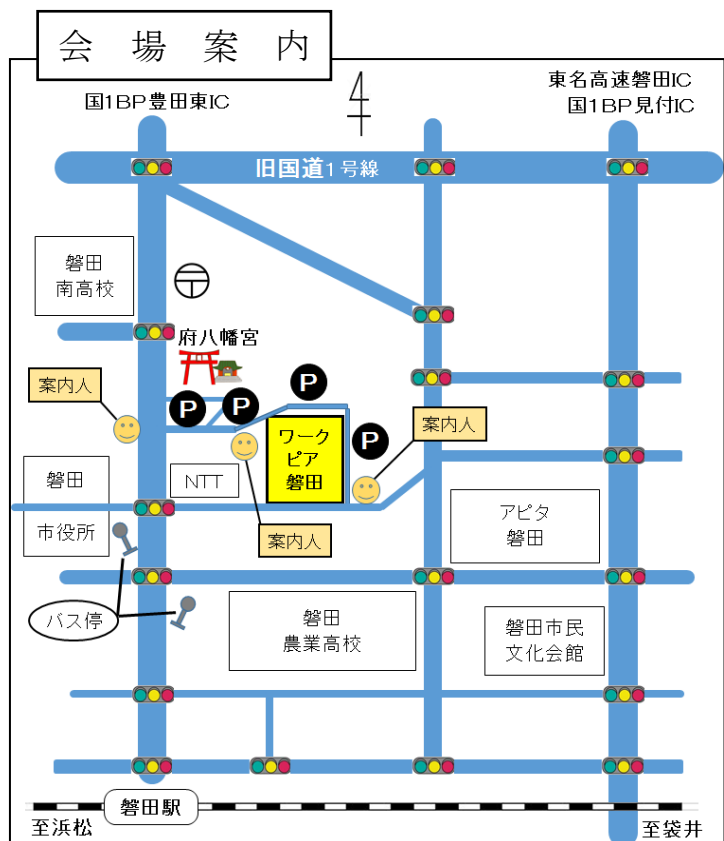 会場案内
東名高速磐田IC
国1BP見付IC
国1BP豊田東IC
旧国道1号線
磐田
南高校
府八幡宮
案内人
P
P
P
P
案内人
ワーク
ピア
磐田
磐田
市役所
NTT
アピタ
磐田
案内人
バス停
磐田
農業高校
磐田市民
文化会館
磐田駅
至浜松
至袋井